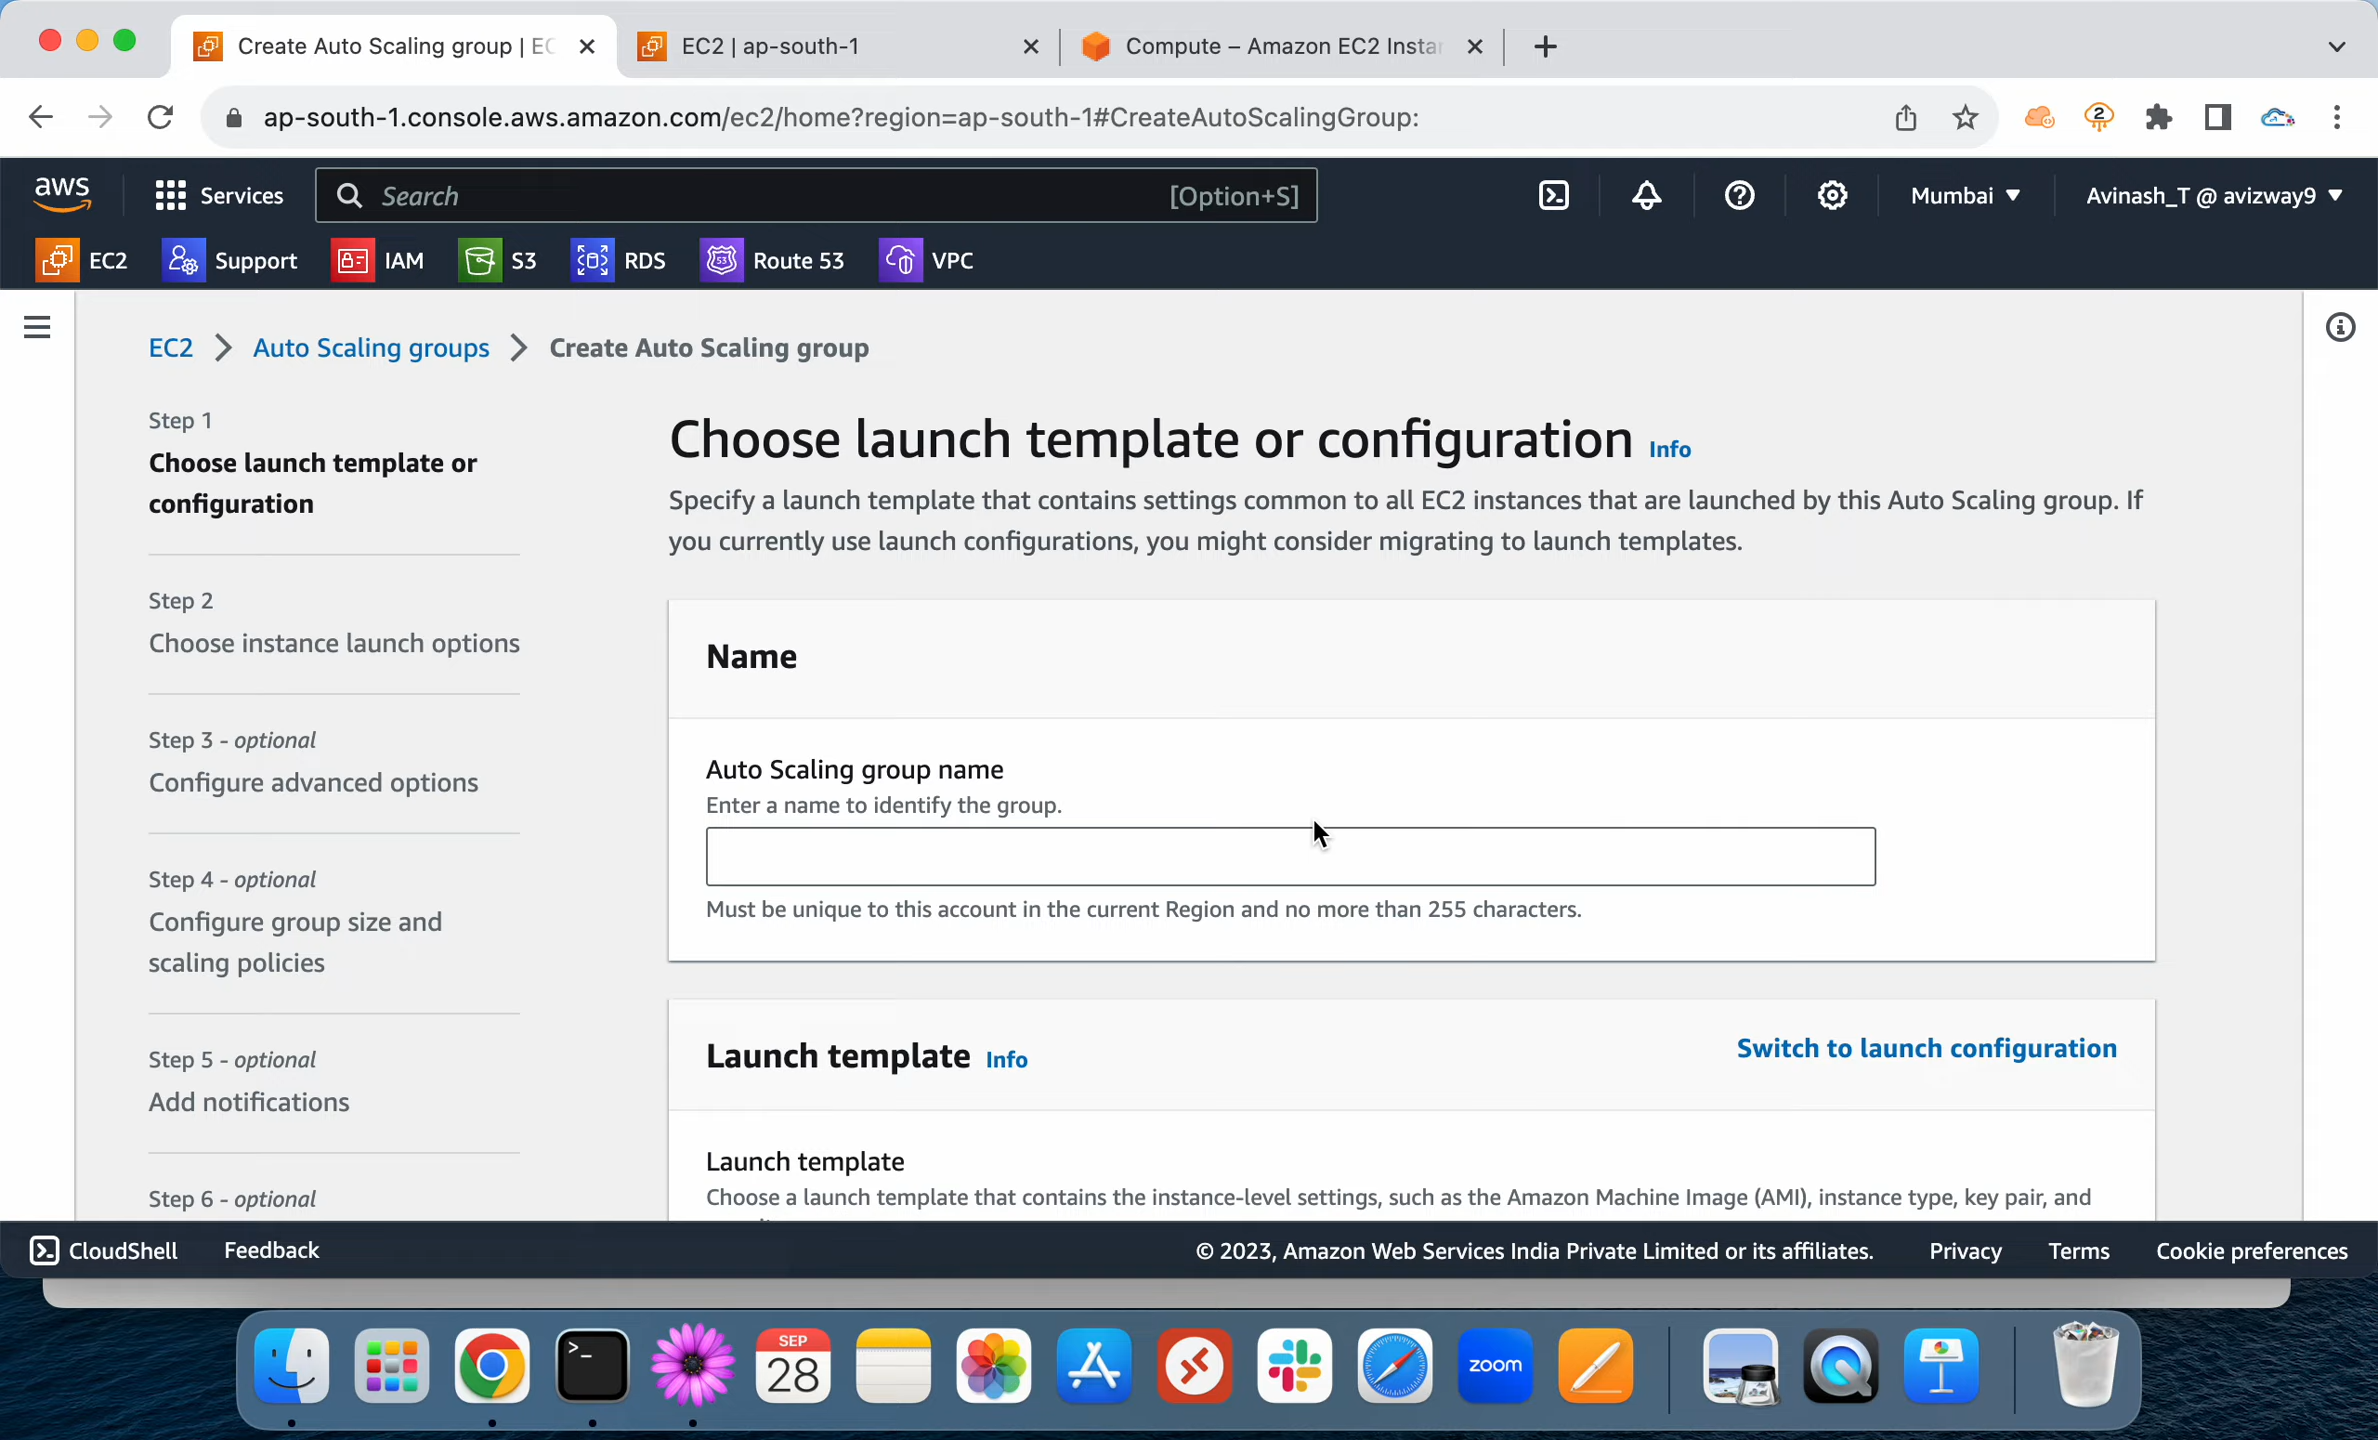 Create Auto Scaling group | EC
EC2 | ap-south-1
Compute – Amazon EC2 Insta
ap-south-1.console.aws.amazon.com/ec2/home?region=ap-south-1#CreateAutoScalingGroup:
2
aws
Services
Search
[Option+S]
Mumbai
Avinash_T @ avizway9
EC2
Support
IAM
S3
RDS
53
Route 53
VPC
EC2
Auto Scaling groups
Create Auto Scaling group
Step 1
Choose launch template or
configuration
Step 2
Choose instance launch options
Step 3 - optional
Configure advanced options
Step 4 - optional
Configure group size and
scaling policies
Step 5 - optional
Add notifications
Step 6 - optional
Choose launch template or configuration Info
Specify a launch template that contains settings common to all EC2 instances that are launched by this Auto Scaling group. If
you currently use launch configurations, you might consider migrating to launch templates.
Name
Auto Scaling group name
Enter a name to identify the group.
Must be unique to this account in the current Region and no more than 255 characters.
Launch template Info
Switch to launch configuration
Launch template
Choose a launch template that contains the instance-level settings, such as the Amazon Machine Image (AMI), instance type, key pair, and
CloudShell
Feedback
© 2023, Amazon Web Services India Private Limited or its affiliates.
Privacy
Terms
Cookie preferences
SEP
28
zoom